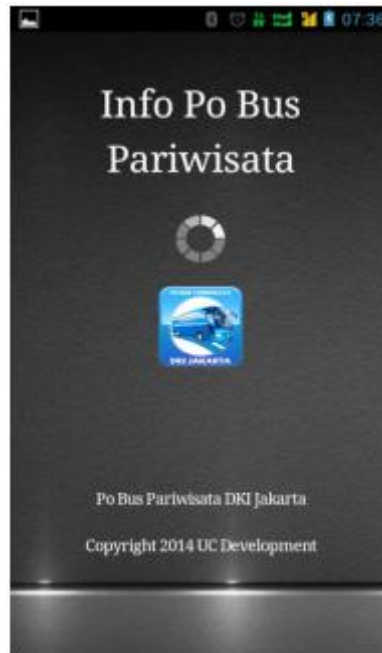 07:36
Info Po Bus
Pariwisata
DKI JAKARTA
Po Bus Pariwisata DKI Jakarta
Copyright 2014 UC Development